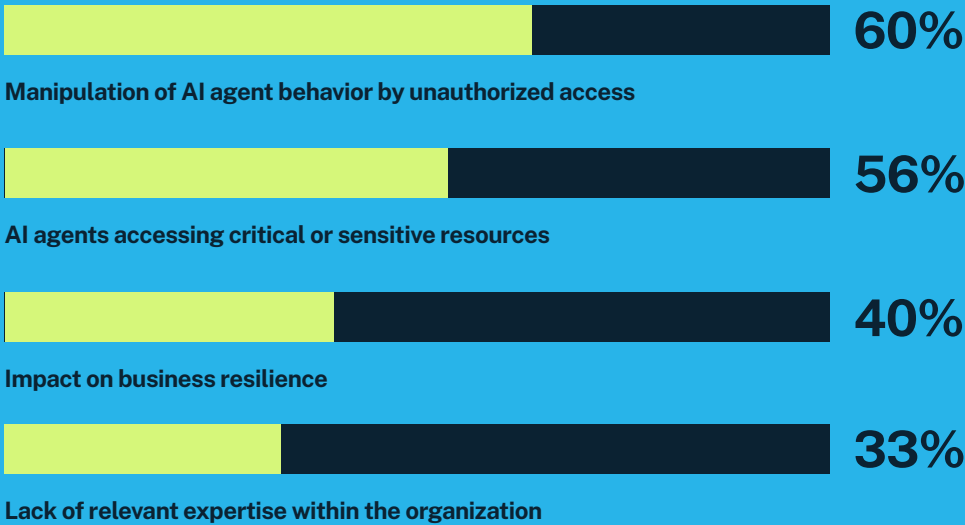 60%
Manipulation of AI agent behavior by unauthorized access
56%
AI agents accessing critical or sensitive resources
40%
Impact on business resilience
33%
Lack of relevant expertise within the organization